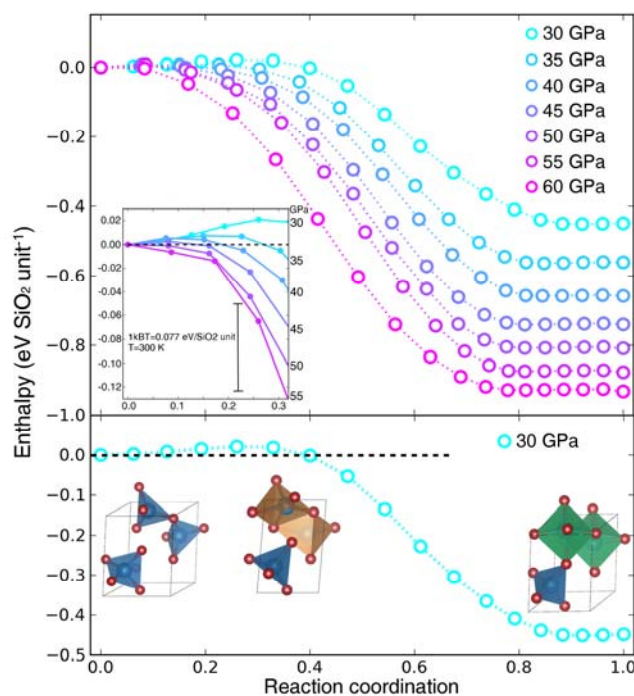 30 GPa
35 GPa
40 GPa
45 GPa
50 GPa
55 GPa
60 GPa
0.0
−0.2
−0.4
−0.6
−0.8
−1.0
Enthalpy (eV SiO₂ unit⁻¹)
GPa
0.02
0.00
-0.02
-0.04
-0.06
-0.08
-0.10
-0.12
30
35
40
45
50
55
1kBT=0.077 eV/SiO2 unit
T=300 K
0.0
0.1
0.2
0.3
30 GPa
0.0
−0.1
−0.2
−0.3
−0.4
−0.5
0.0
0.2
0.4
0.6
0.8
1.0
Reaction coordination